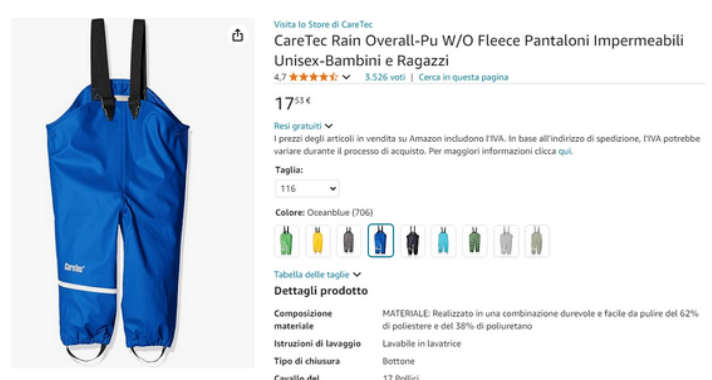 Visita lo Store di CareTec
CareTec Rain Overall-Pu W/O Fleece Pantaloni Impermeabili
Unisex-Bambini e Ragazzi
4,7
3.526 voti | Cerca in questa pagina
17 53 €
Resi gratuiti
I prezzi degli articoli in vendita su Amazon includono l'IVA. In base all'indirizzo di spedizione, l'IVA potrebbe
variare durante il processo di acquisto. Per maggiori informazioni clicca qui.
Taglia:
116
Colore: Oceanblue (706)
CareTec
Tabella delle taglie
Dettagli prodotto
Composizione materiale
MATERIALE: Realizzato in una combinazione durevole e facile da pulire del 62%
di poliestere e del 38% di poliuretano
Istruzioni di lavaggio Lavabile in lavatrice
Tipo di chiusura Bottone
Cavallo del 17 Pollici